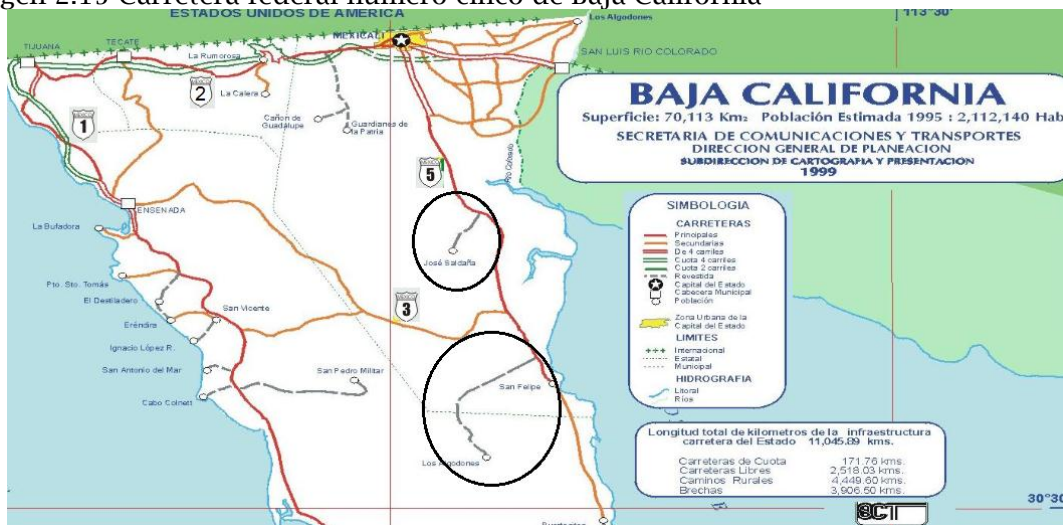 gen 2.19 Carretera federal número cinco de Baja California
ESTADOS UNIDOS DE AMERICA
113°30'
Los Algodones
TIJUANA
TECATE
La Rumorosa
MEXICALI
SAN LUIS RIO COLORADO
2
La Calera
1
Cañon de
Guadalupe
Guardianes de
la Patria
5
Río Colorado
BAJA CALIFORNIA
Superficie: 70,113 Km2 Población Estimada 1995 : 2,112,140 Hab
SECRETARIA DE COMUNICACIONES Y TRANSPORTES
DIRECCION GENERAL DE PLANEACION
SUBDIRECCION DE CARTOGRAFIA Y PRESENTACION
1999
ENSENADA
La Bufadora
José Saldaña
Pto. Sto. Tomás
El Destiladero
San Vicente
3
Eréndira
Ignacio López R.
San Antonio del Mar
San Pedro Militar
San Felipe
Cabo Colnett
Los Algodones
SIMBOLOGIA
CARRETERAS
Principales
Secundarias
De 4 carriles
Cuota 4 carriles
Cuota 2 carriles
Revestida
Capital del Estado
Cabecera Municipal
Población
Zona Urbana de la
Capital del Estado
LIMITES
Internacional
Estatal
Municipal
HIDROGRAFIA
Litoral
Ríos
Longitud total de kilometros de la infraestructura
carretera del Estado 11,045.89 kms.
Carreteras de Cuota 171.76 kms.
Carreteras Libres 2,518.03 kms.
Caminos Rurales 4,449.60 kms.
Brechas 3,906.50 kms.
SCT
30°30